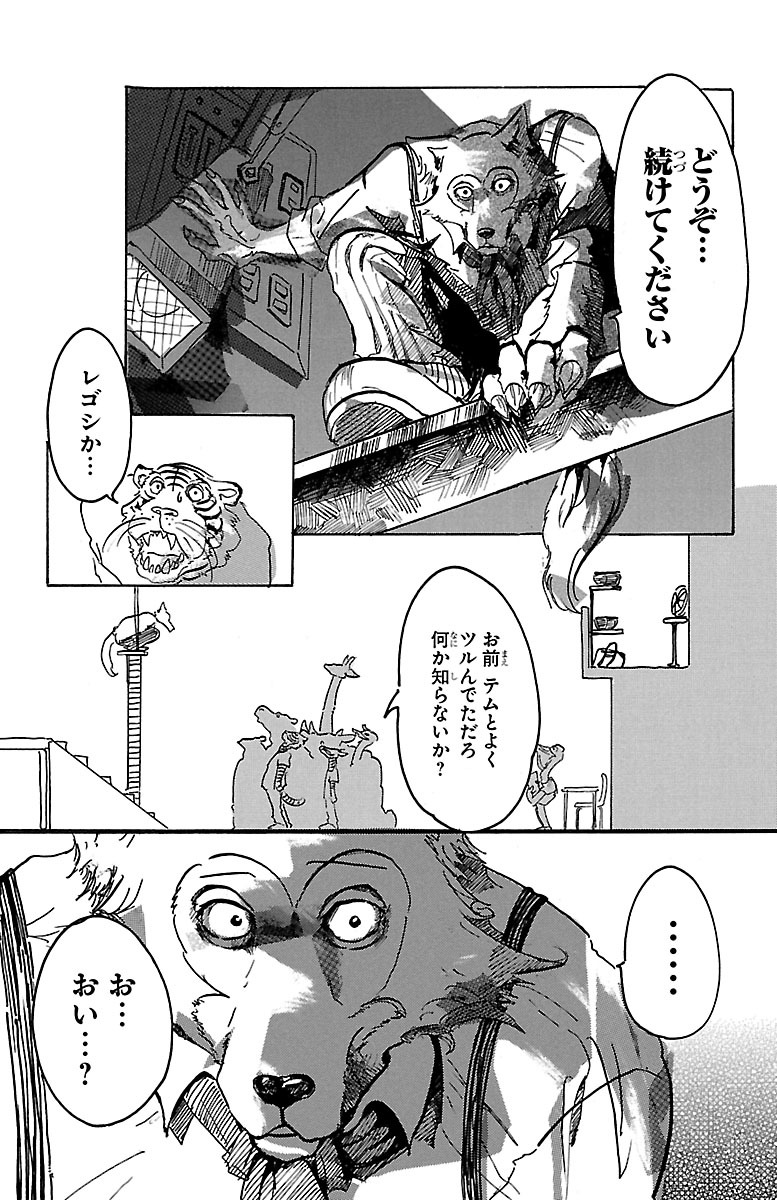 どうぞ…
続けてください
レゴシか…
お前 テムとよく
ツルんでただろ
何か知らないか?
……
お…
おい…?